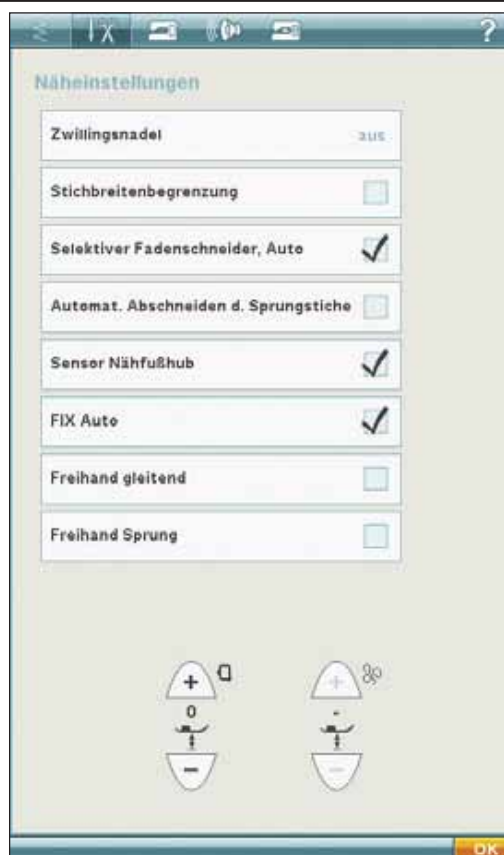 ?
Näheinstellungen
Zwillingsnadel aus
Stichbreitenbegrenzung
Selektiver Fadenschneider, Auto
Automat. Abschneiden d. Sprungstiche
Sensor Nähfußhub
FIX Auto
Freihand gleitend
Freihand Sprung
+ +
0 -
- -
OK